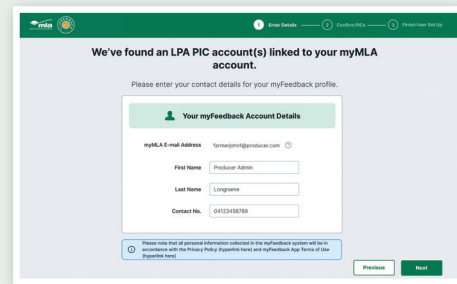 mla
1 Enter Details 2 Confirm PICs 3 Finish User Set Up
We've found an LPA PIC account(s) linked to your myMLA
account.
Please enter your contact details for your myFeedback profile.
Your myFeedback Account Details
myMLA E-mail Address farmerjohn1@producer.com ?
First Name Producer Admin
Last Name Longname
Contact No. 04123456789
Please note that all personal information collected in the myFeedback system will be in
accordance with the Privacy Policy (hyperlink here) and myFeedback App Terms of Use
(hyperlink here)
Previous Next